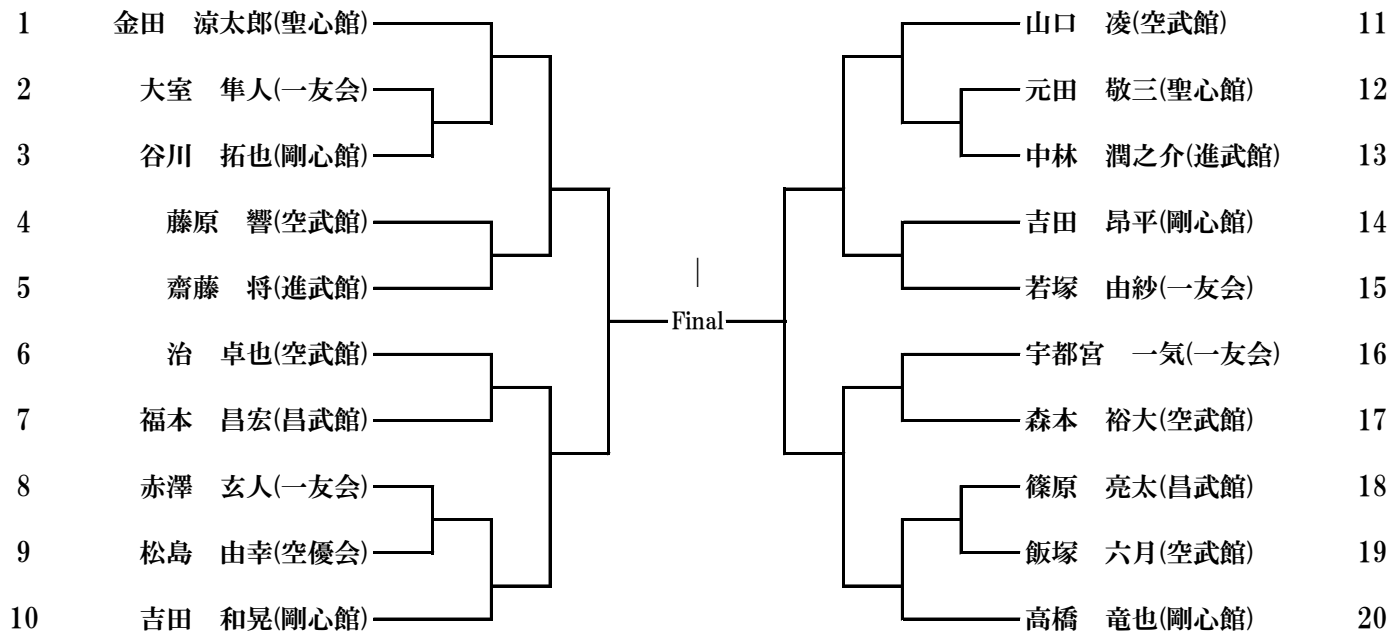 1 金田 涼太郎(聖心館) 山口 凌(空武館) 11
2 大室 隼人(一友会) 元田 敬三(聖心館) 12
3 谷川 拓也(剛心館) 中林 潤之介(進武館) 13
4 藤原 響(空武館) 吉田 昂平(剛心館) 14
5 齋藤 将(進武館) 若塚 由紗(一友会) 15
Final
6 治 卓也(空武館) 宇都宮 一気(一友会) 16
7 福本 昌宏(昌武館) 森本 裕大(空武館) 17
8 赤澤 玄人(一友会) 篠原 亮太(昌武館) 18
9 松島 由幸(空優会) 飯塚 六月(空武館) 19
10 吉田 和晃(剛心館) 高橋 竜也(剛心館) 20